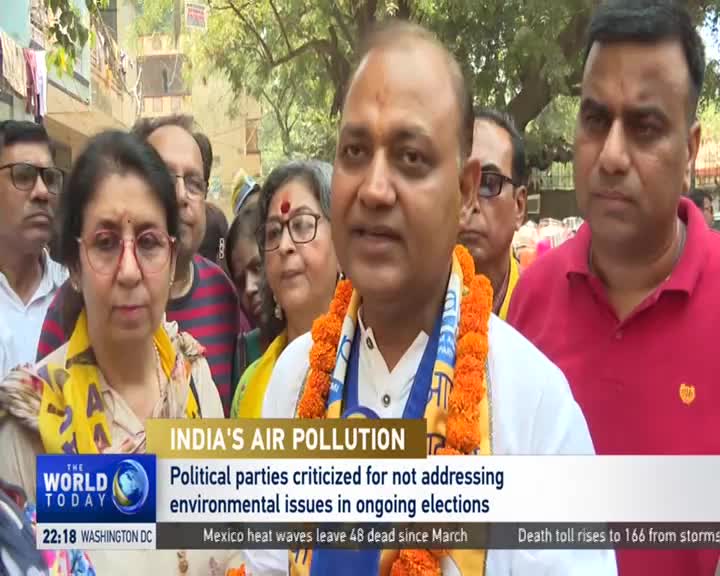 INDIA'S AIR POLLUTION
Political parties criticized for not addressing
environmental issues in ongoing elections
THE
WORLD
TODAY
22:18 WASHINGTON DC
Mexico heat waves leave 48 dead since March Death toll rises to 166 from storms